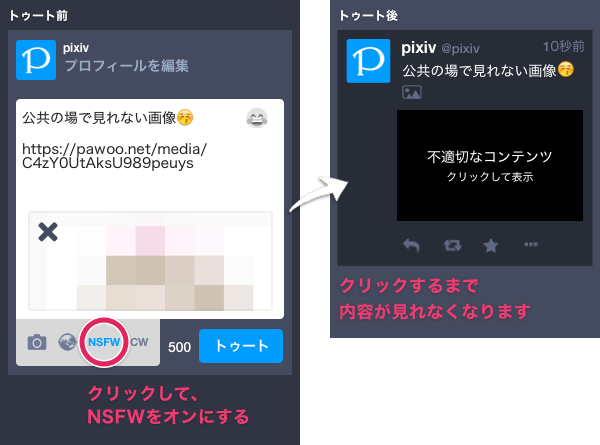 トゥート前
pixiv
プロフィールを編集
公共の場で見れない画像😚
https://pawoo.net/media/
C4zY0UtAksU989peuys
NSFW
CW
500
トゥート
クリックして、
NSFWをオンにする
トゥート後
pixiv @pixiv 10秒前
公共の場で見れない画像😚
不適切なコンテンツ
クリックして表示
クリックするまで
内容が見れなくなります